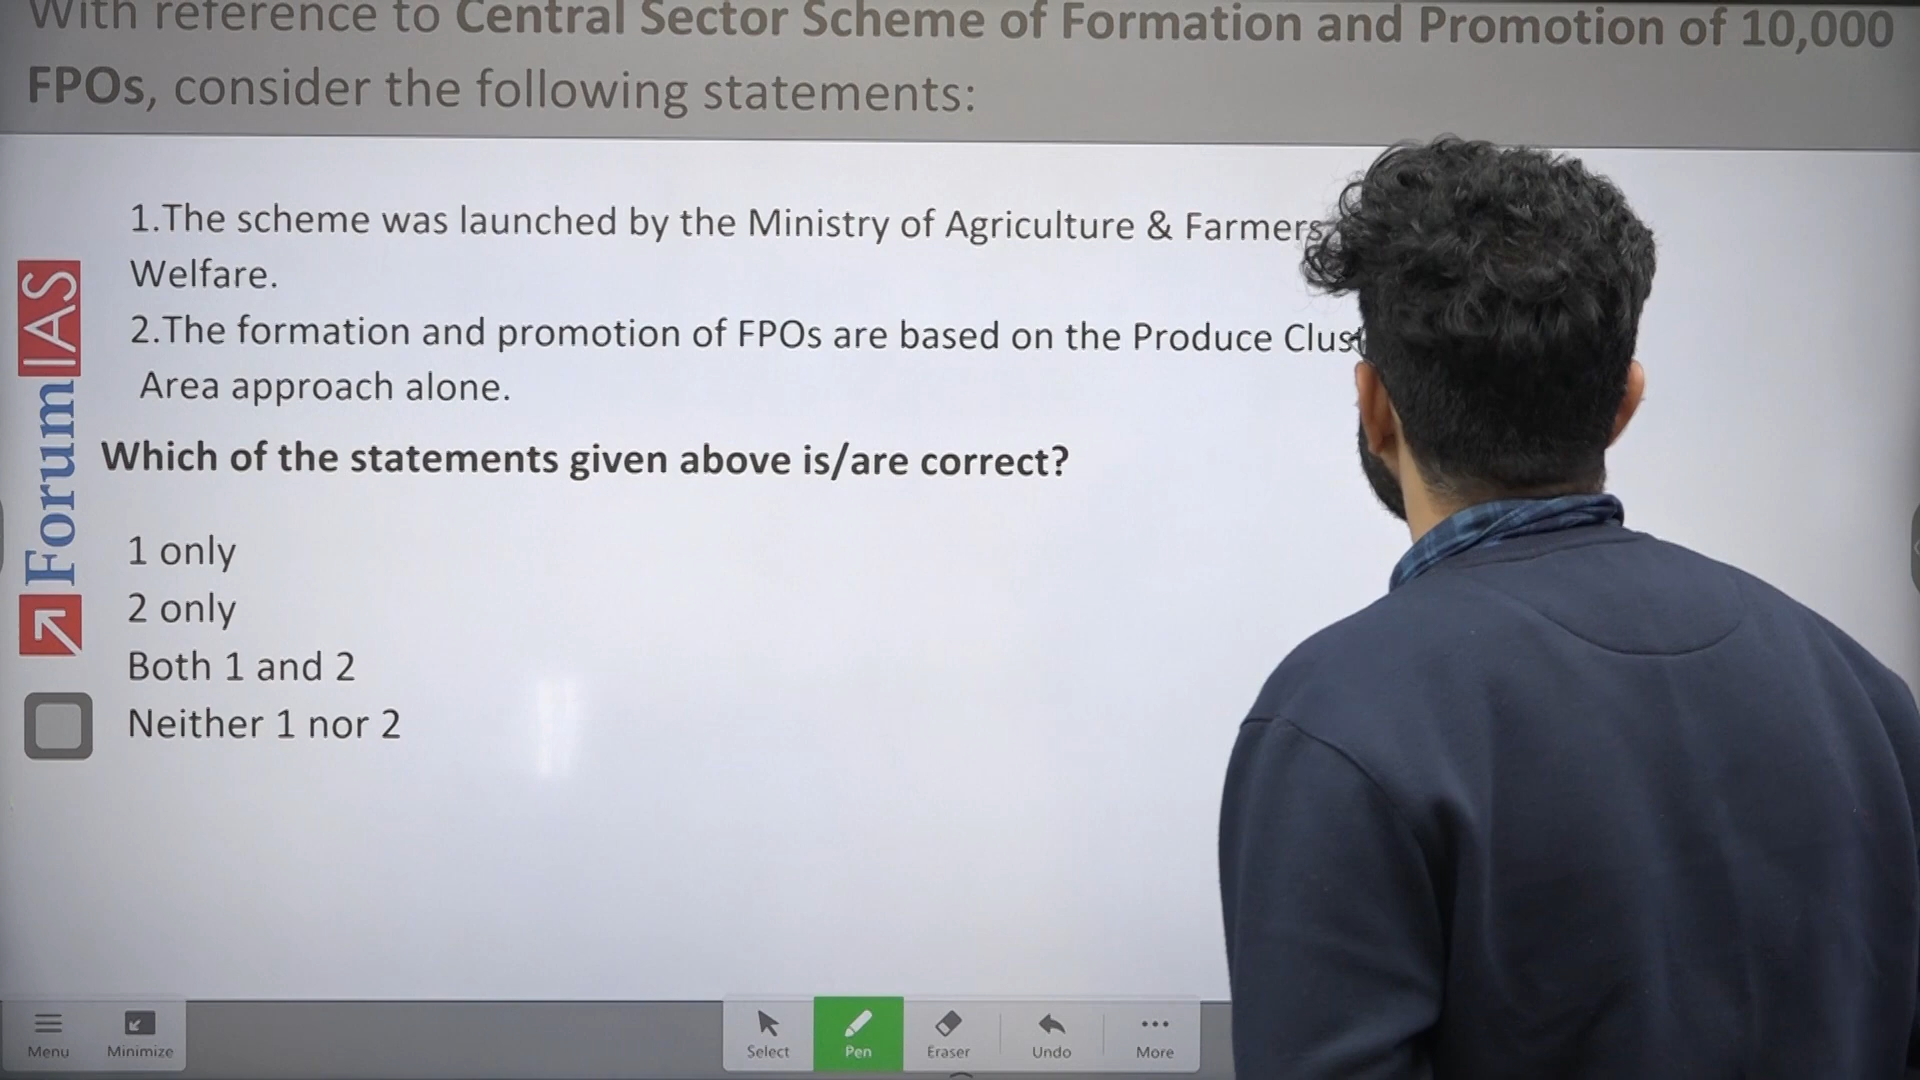 With reference to Central Sector Scheme of Formation and Promotion of 10,000
FPOs, consider the following statements:
1.The scheme was launched by the Ministry of Agriculture & Farmers
Welfare.
2.The formation and promotion of FPOs are based on the Produce
Area approach alone.
Which of the statements given above is/are correct?
1 only
2 only
Both 1 and 2
Neither 1 nor 2
ForumIAS
Menu Minimize Select Pen Eraser Undo More